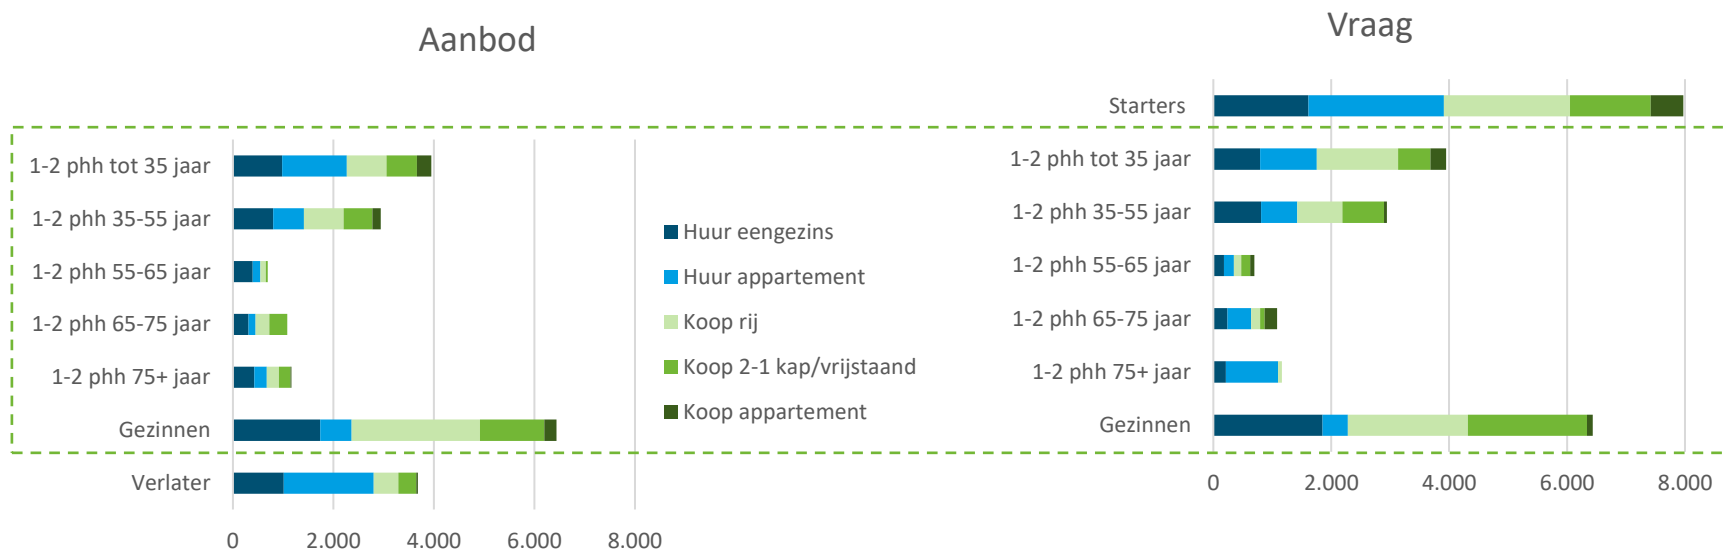 Aanbod
1-2 phh tot 35 jaar
1-2 phh 35-55 jaar
1-2 phh 55-65 jaar
1-2 phh 65-75 jaar
1-2 phh 75+ jaar
Gezinnen
Verlater
0 2.000 4.000 6.000 8.000
Huur eengezins
Huur appartement
Koop rij
Koop 2-1 kap/vrijstaand
Koop appartement
Vraag
Starters
1-2 phh tot 35 jaar
1-2 phh 35-55 jaar
1-2 phh 55-65 jaar
1-2 phh 65-75 jaar
1-2 phh 75+ jaar
Gezinnen
0 2.000 4.000 6.000 8.000